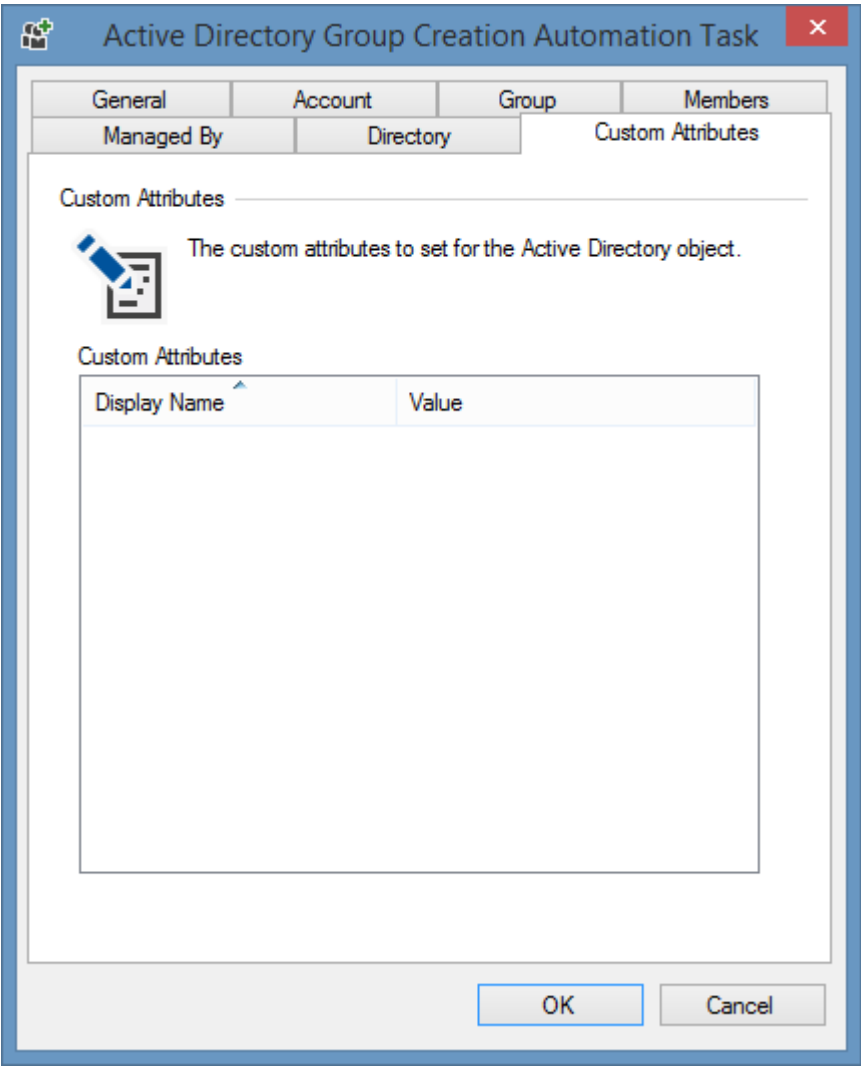 Active Directory Group Creation Automation Task
General Account Group Members
Managed By Directory Custom Attributes
Custom Attributes
The custom attributes to set for the Active Directory object.
Custom Attributes
Display Name Value
OK Cancel